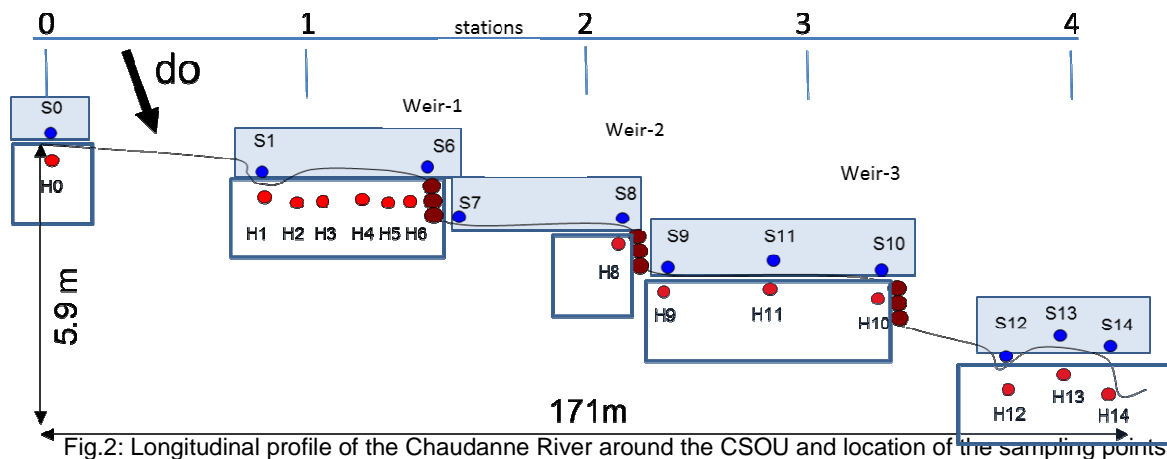 0 1 stations 2 3 4
do
Weir-1
Weir-2
Weir-3
S0
S1 S6
S7 S8
S9 S11 S10
S12 S13 S14
H0
H1 H2 H3 H4 H5 H6
H8
H9 H11 H10
H12 H13 H14
5.9 m
171m
Fig.2: Longitudinal profile of the Chaudanne River around the CSOU and location of the sampling points